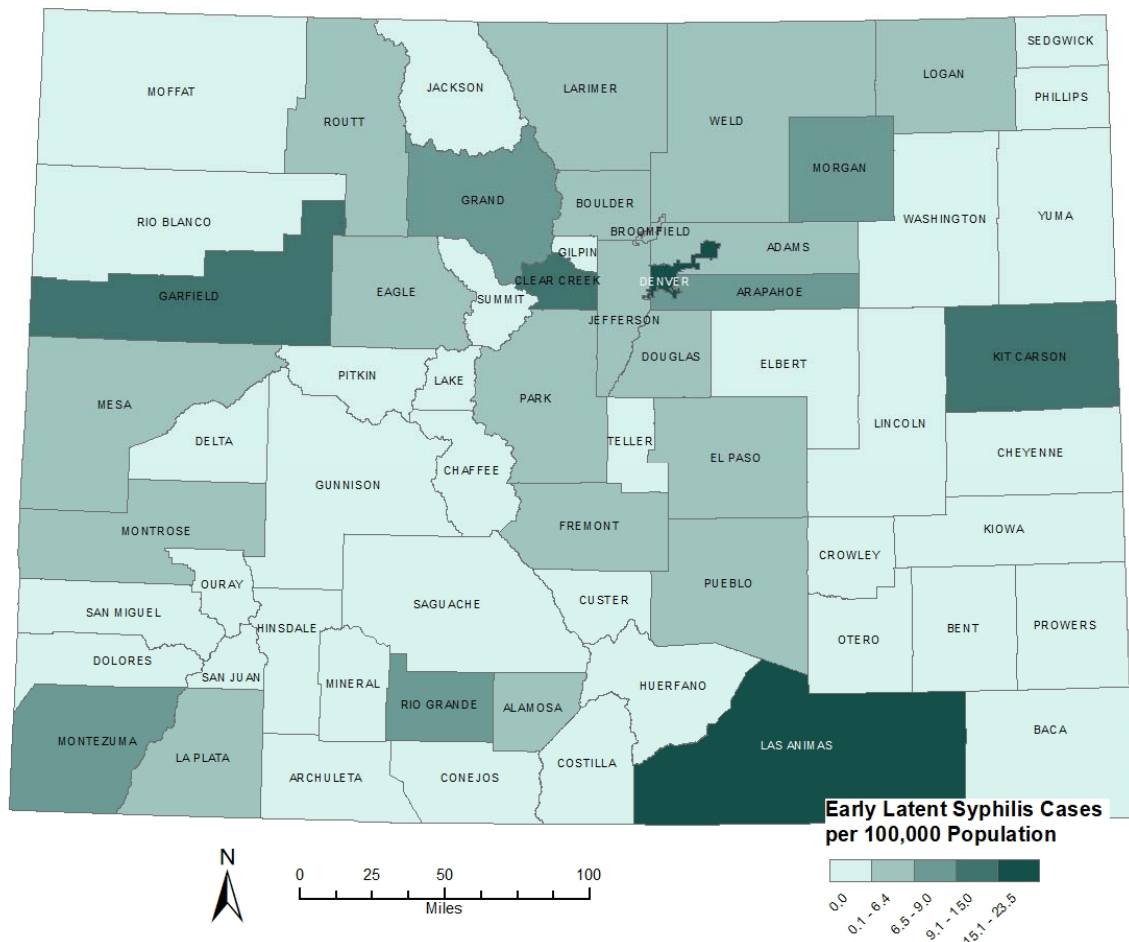 SEDGWICK
LOGAN
JACKSON
LARIMER
MOFFAT
PHILLIPS
ROUTT
WELD
MORGAN
GRAND
BOULDER
WASHINGTON
YUMA
RIO BLANCO
BROOMFIELD
GILPIN
ADAMS
CLEAR CREEK
DENVER
EAGLE
ARAPAHOE
GARFIELD
SUMMIT
JEFFERSON
DOUGLAS
KIT CARSON
ELBERT
PITKIN
LAKE
PARK
MESA
LINCOLN
DELTA
TELLER
CHEYENNE
EL PASO
CHAFFEE
GUNNISON
FREMONT
MONTROSE
KIOWA
CROWLEY
OURAY
PUEBLO
CUSTER
SAGUACHE
SAN MIGUEL
PROWERS
BENT
HINSDALE
OTERO
DOLORES
SAN JUAN
MINERAL
HUERFANO
RIO GRANDE
ALAMOSA
BACA
MONTEZUMA
LAS ANIMAS
LA PLATA
COSTILLA
ARCHULETA
CONEJOS
Early Latent Syphilis Cases
per 100,000 Population
0.0
0.1 - 6.4
6.5 - 9.0
9.1 - 15.0
15.1 - 23.5
N
0 25 50 100
Miles